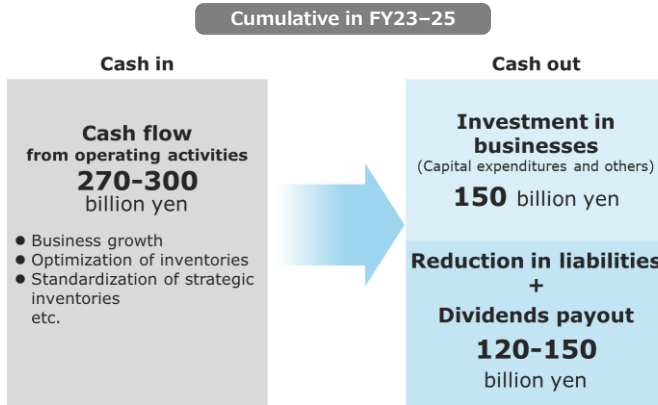 Cumulative in FY23–25
Cash in
Cash flow
from operating activities
270-300
billion yen
● Business growth
● Optimization of inventories
● Standardization of strategic
inventories
etc.
Cash out
Investment in
businesses
(Capital expenditures and others)
150 billion yen
Reduction in liabilities
+
Dividends payout
120-150
billion yen